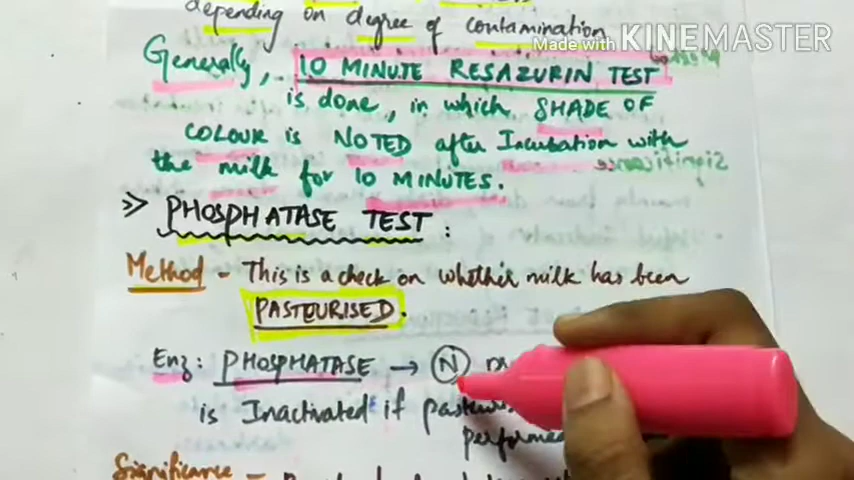 depending on degree of contamination
Made with KINEMASTER
Generally, 10 MINUTE RESAZURIN TEST
is done, in which SHADE OF
COLOUR is NOTED after Incubation with
the milk for 10 MINUTES.
Significance
>> PHOSPHATASE TEST :
Method - This is a check on whether milk has been
PASTEURISED.
Enz: PHOSPHATASE → N
is Inactivated if
Significance -